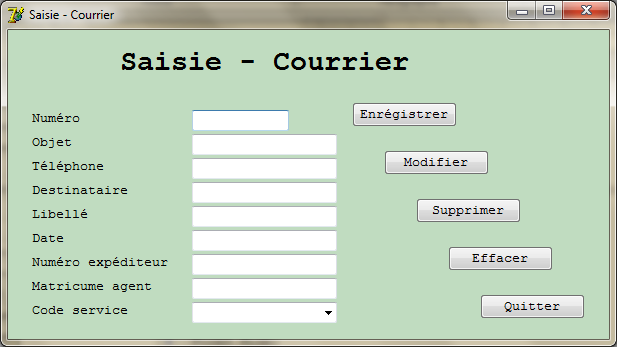 Saisie - Courrier
Saisie - Courrier
Numéro
Enrégistrer
Objet
Téléphone
Modifier
Destinataire
Libellé
Supprimer
Date
Numéro expéditeur
Effacer
Matricume agent
Code service
Quitter